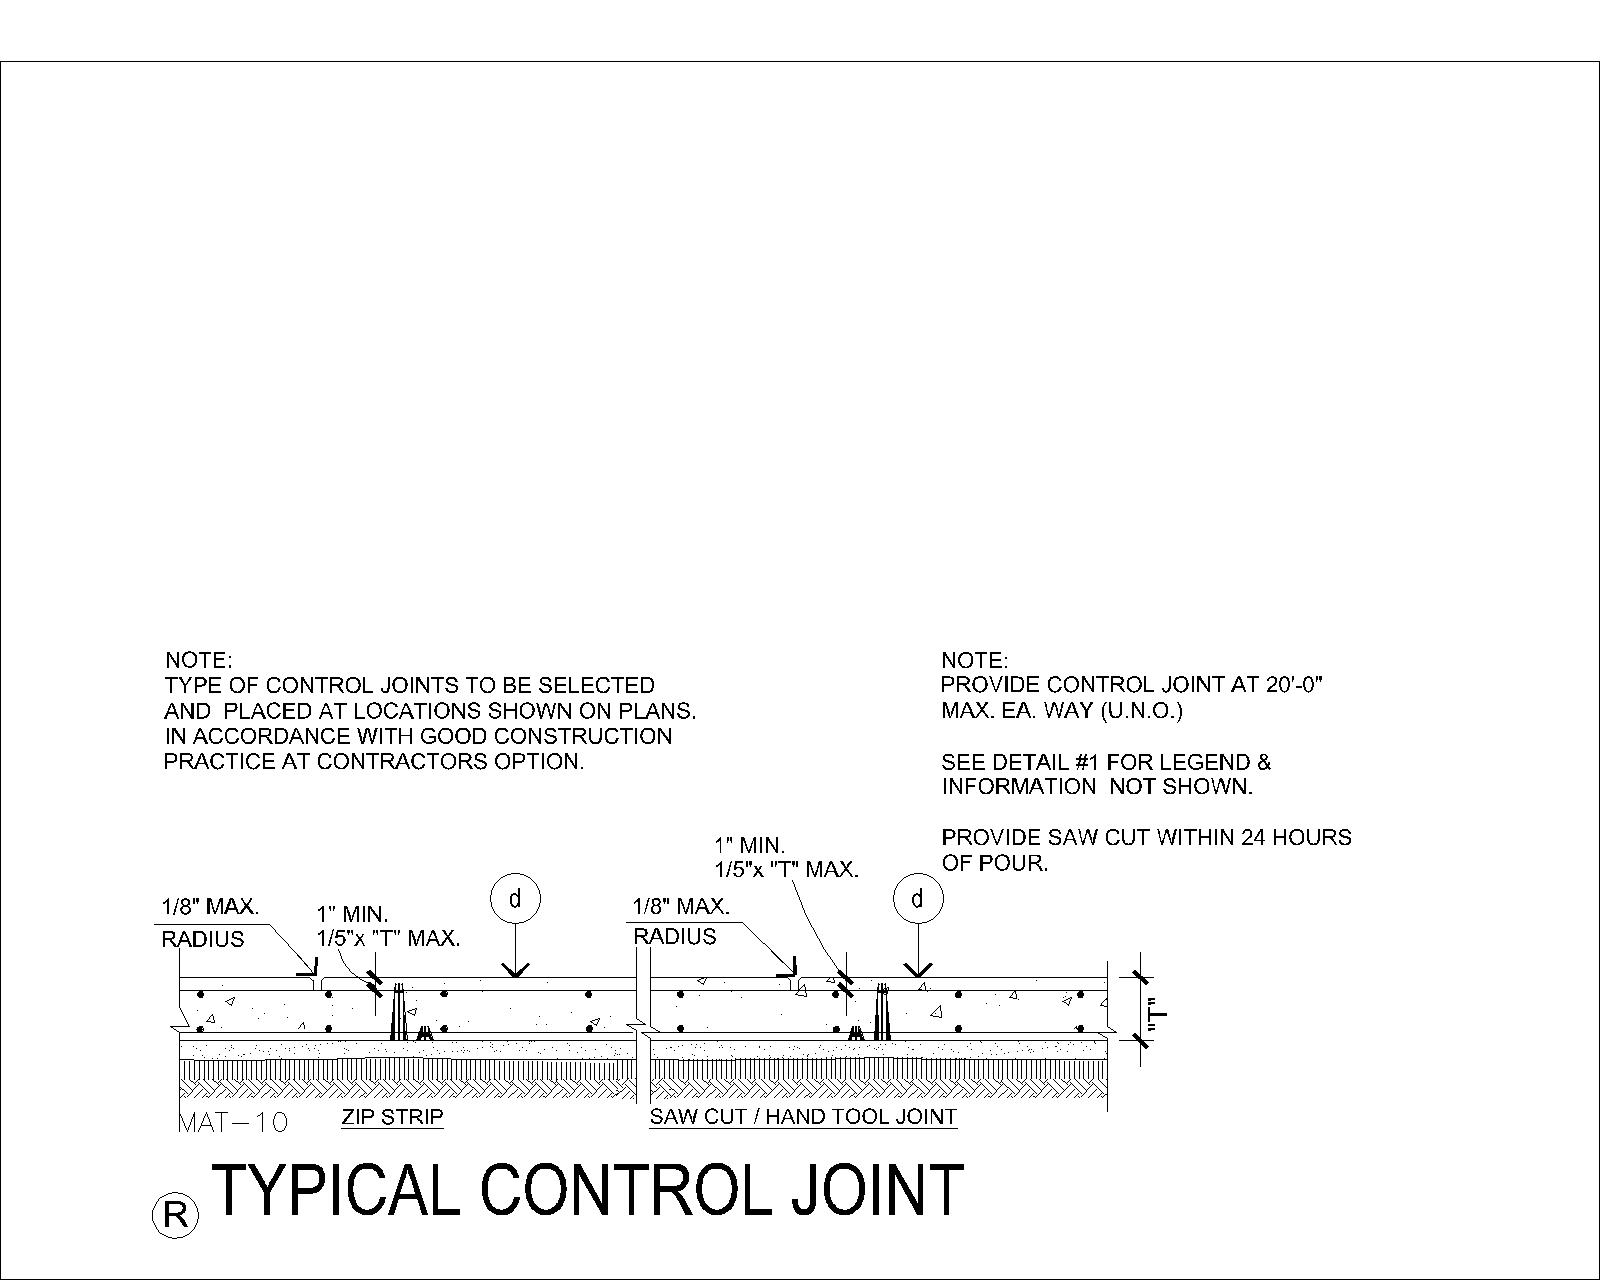 NOTE:
TYPE OF CONTROL JOINTS TO BE SELECTED
AND PLACED AT LOCATIONS SHOWN ON PLANS.
IN ACCORDANCE WITH GOOD CONSTRUCTION
PRACTICE AT CONTRACTORS OPTION.
NOTE:
PROVIDE CONTROL JOINT AT 20'-0"
MAX. EA. WAY (U.N.O.)
SEE DETAIL #1 FOR LEGEND &
INFORMATION NOT SHOWN.
PROVIDE SAW CUT WITHIN 24 HOURS
OF POUR.
1/8" MAX.
RADIUS
1" MIN.
1/5"x "T" MAX.
d
1/8" MAX.
RADIUS
1" MIN.
1/5"x "T" MAX.
d
"T"
MAT-10
ZIP STRIP
SAW CUT / HAND TOOL JOINT
R TYPICAL CONTROL JOINT